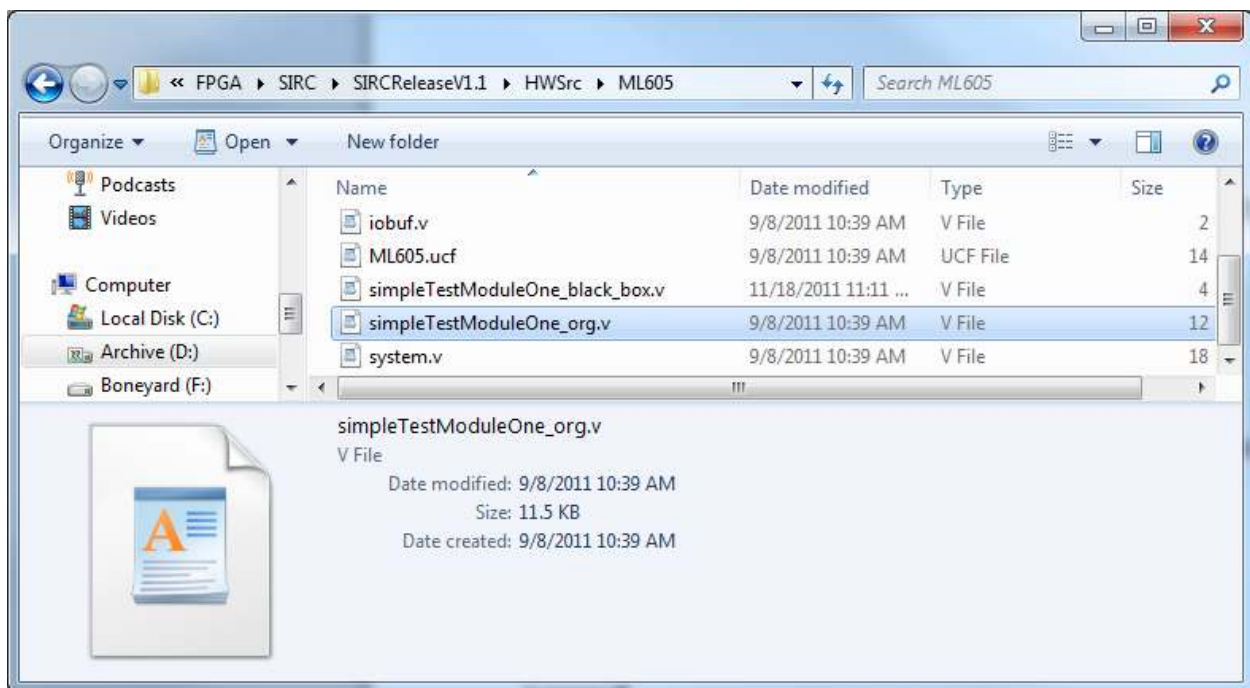 « FPGA ▸ SIRC ▸ SIRCReleaseV1.1 ▸ HWSrc ▸ ML605 Search ML605
Organize Open New folder
Podcasts
Videos
Computer
Local Disk (C:)
Archive (D:)
Boneyard (F:)
Name Date modified Type Size
iobuf.v 9/8/2011 10:39 AM V File 2
ML605.ucf 9/8/2011 10:39 AM UCF File 14
simpleTestModuleOne_black_box.v 11/18/2011 11:11 ... V File 4
simpleTestModuleOne_org.v 9/8/2011 10:39 AM V File 12
system.v 9/8/2011 10:39 AM V File 18
simpleTestModuleOne_org.v
V File
Date modified: 9/8/2011 10:39 AM
Size: 11.5 KB
Date created: 9/8/2011 10:39 AM